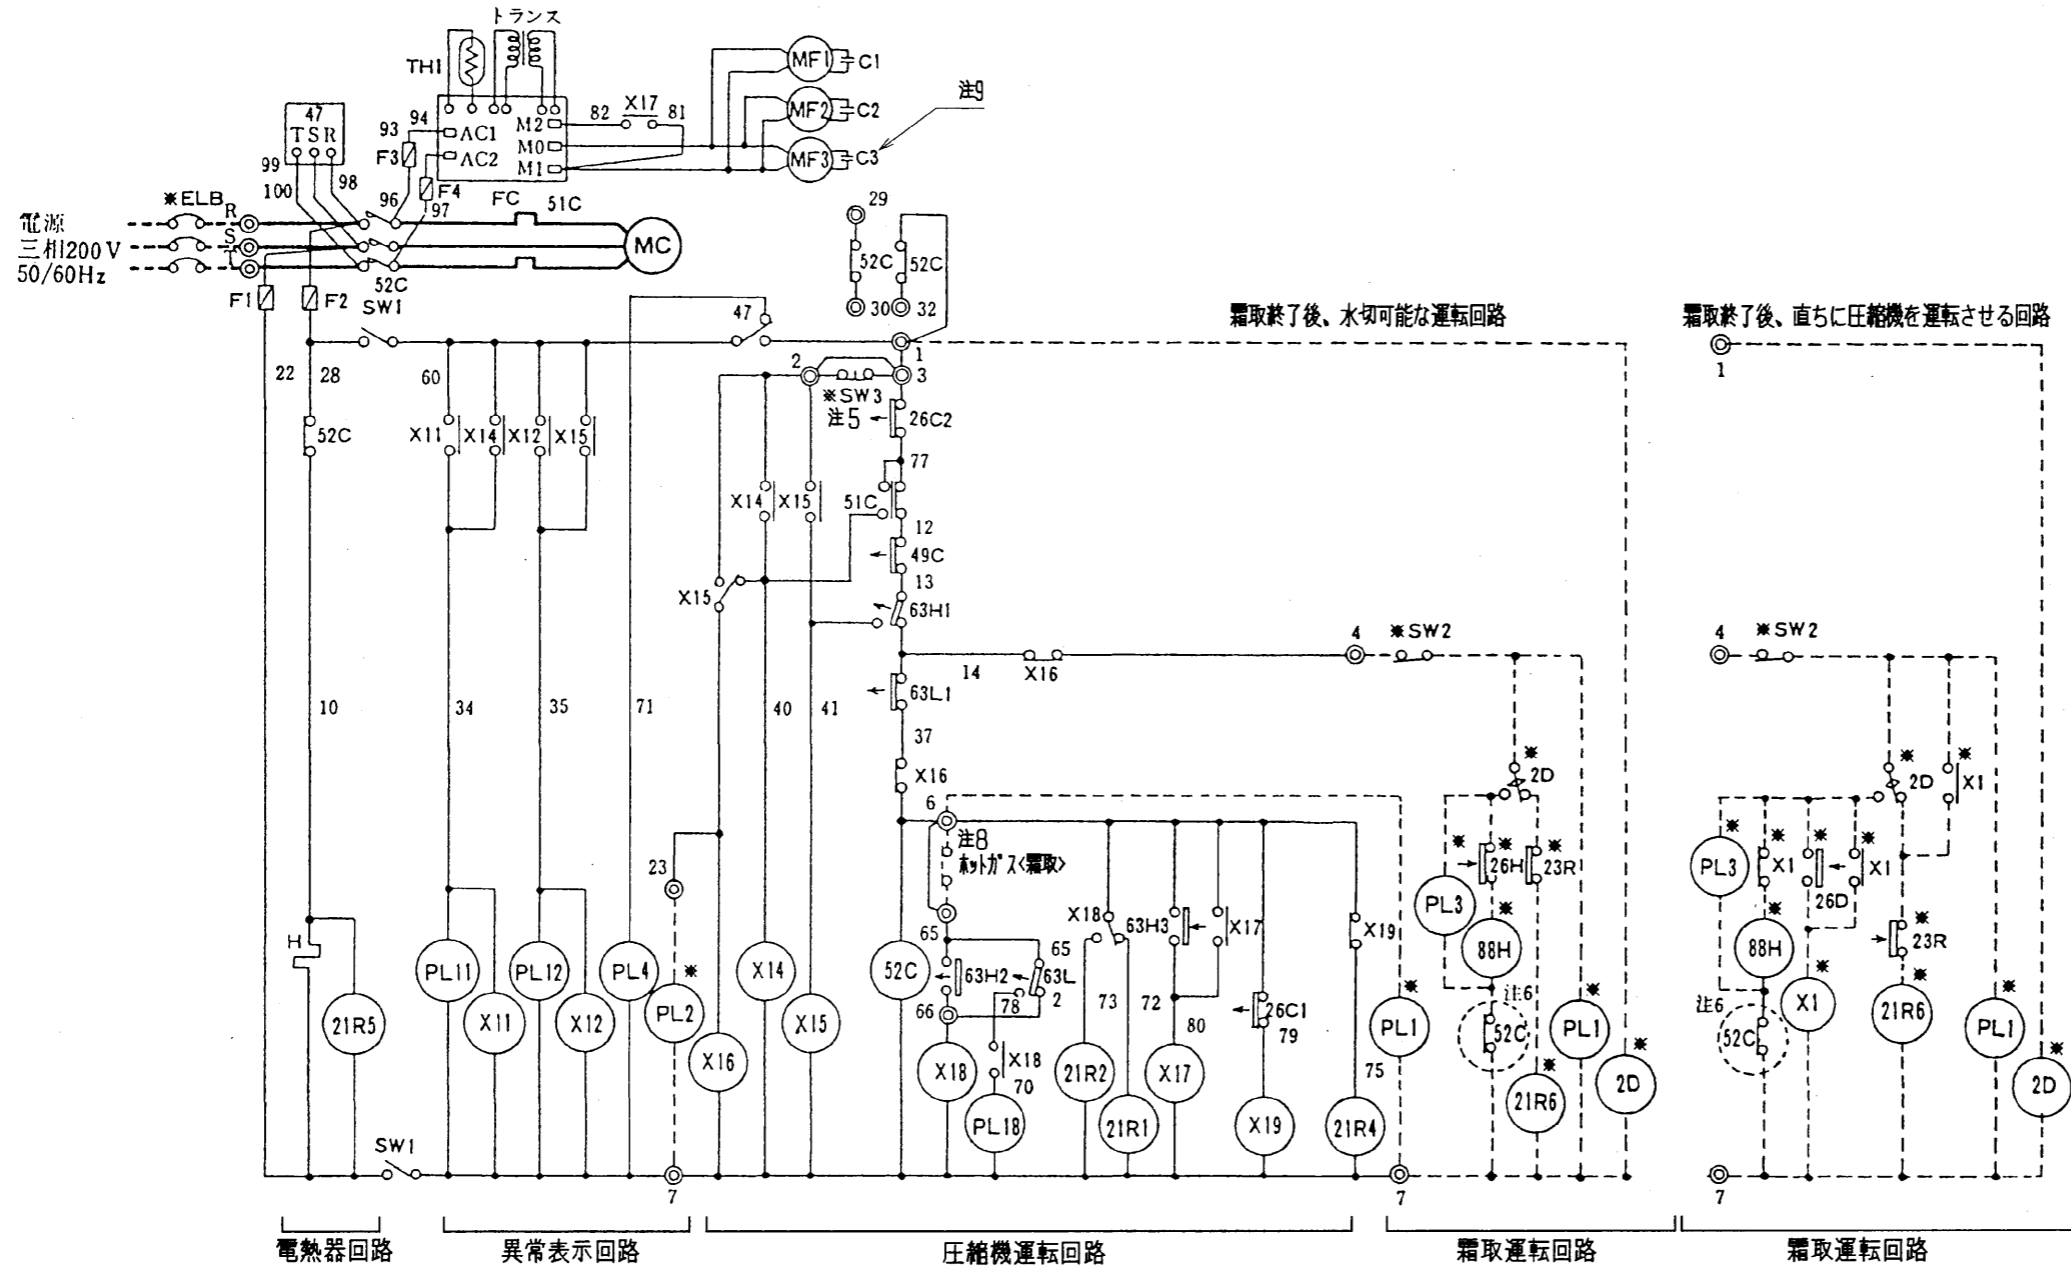 トランス
TH1
MF1
C1
注9
MF2
C2
MF3
C3
47
T S R
93
94
AC1
AC2
F3
F4
M2
M0
M1
82
X17
81
99
100
98
96
97
FC
51C
※ELB
R
S
電源
三相200V
50/60Hz
MC
52C
F1
F2
SW1
29
52C
52C
30
32
47
霜取終了後、水切可能な運転回路
霜取終了後、直ちに圧縮機を運転させる回路
1
1
22
28
60
2
3
※SW3
注5
26C2
52C
X11
X14
X12
X15
77
X14
X15
51C
12
49C
13
X15
63H1
4
※SW2
4
※SW2
14
X16
63L1
10
34
35
71
40
41
37
X16
※
2D
※
2D
※
X1
6
注8
ホットガス<霜取>
23
※
26H
※
※
23R
PL3
PL3
※
※
X1
※
26D
※
X1
※
23R
65
65
X18
63H3
X17
X19
H
PL11
PL12
PL4
※
PL2
X14
52C
63H2
63L
2
78
66
73
72
80
26C1
79
※
88H
※
88H
21R5
X11
X12
X16
X15
X18
X18
70
PL18
21R2
21R1
X17
X19
75
21R4
※
PL1
注6
52C
※
21R6
※
PL1
※
2D
注6
52C
※
X1
※
21R6
※
PL1
※
2D
SW1
7
7
7
電熱器回路
異常表示回路
圧縮機運転回路
霜取運転回路
霜取運転回路